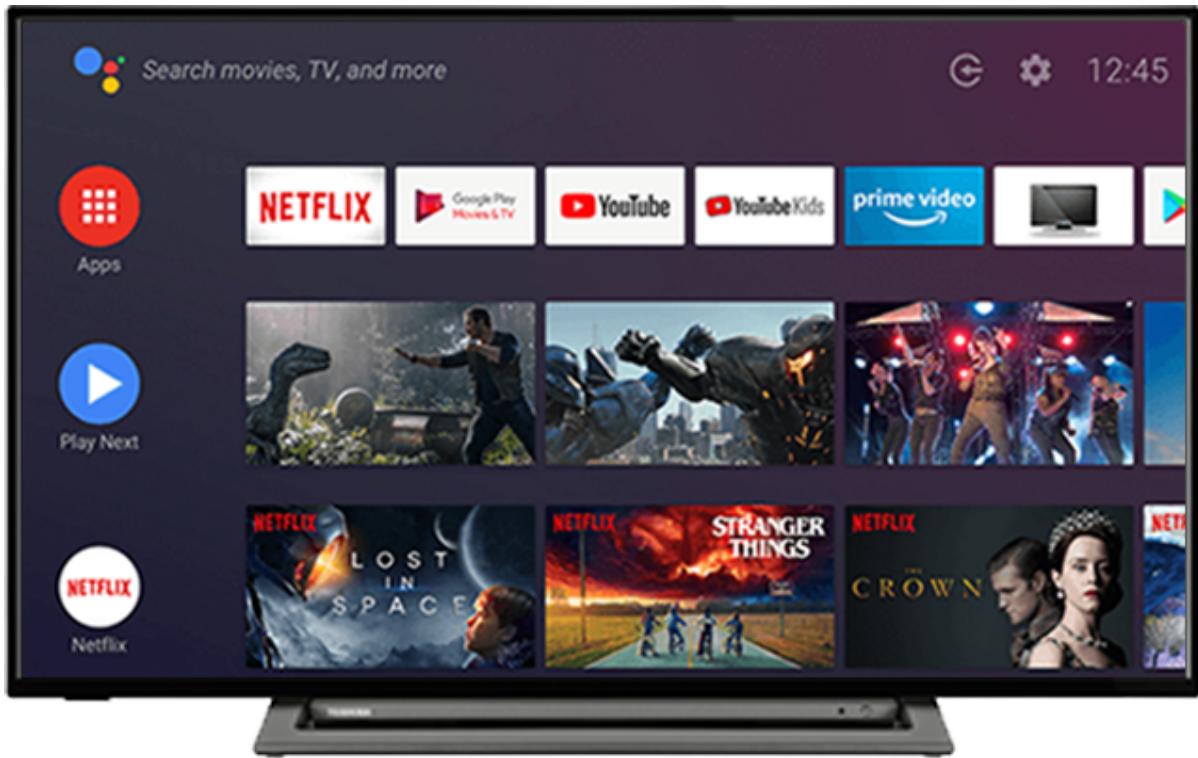 Search movies, TV, and more
12:45
NETFLIX
Google Play
Movies & TV
YouTube
YouTube Kids
prime video
Apps
Play Next
NETFLIX
LOST
IN
SPACE
NETFLIX
STRANGER
THINGS
NETFLIX
THE
CROWN
NETF
NETFLIX
Netflix
TOSHIBA